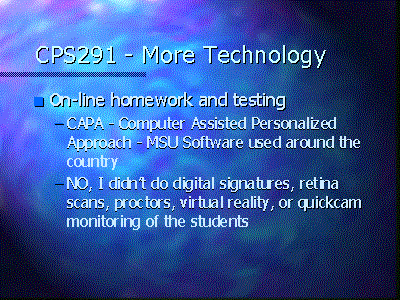 CPS291 - More Technology
On-line homework and testing
– CAPA - Computer Assisted Personalized
Approach - MSU Software used around the
country
– NO, I didn't do digital signatures, retina
scans, proctors, virtual reality, or quickcam
monitoring of the students